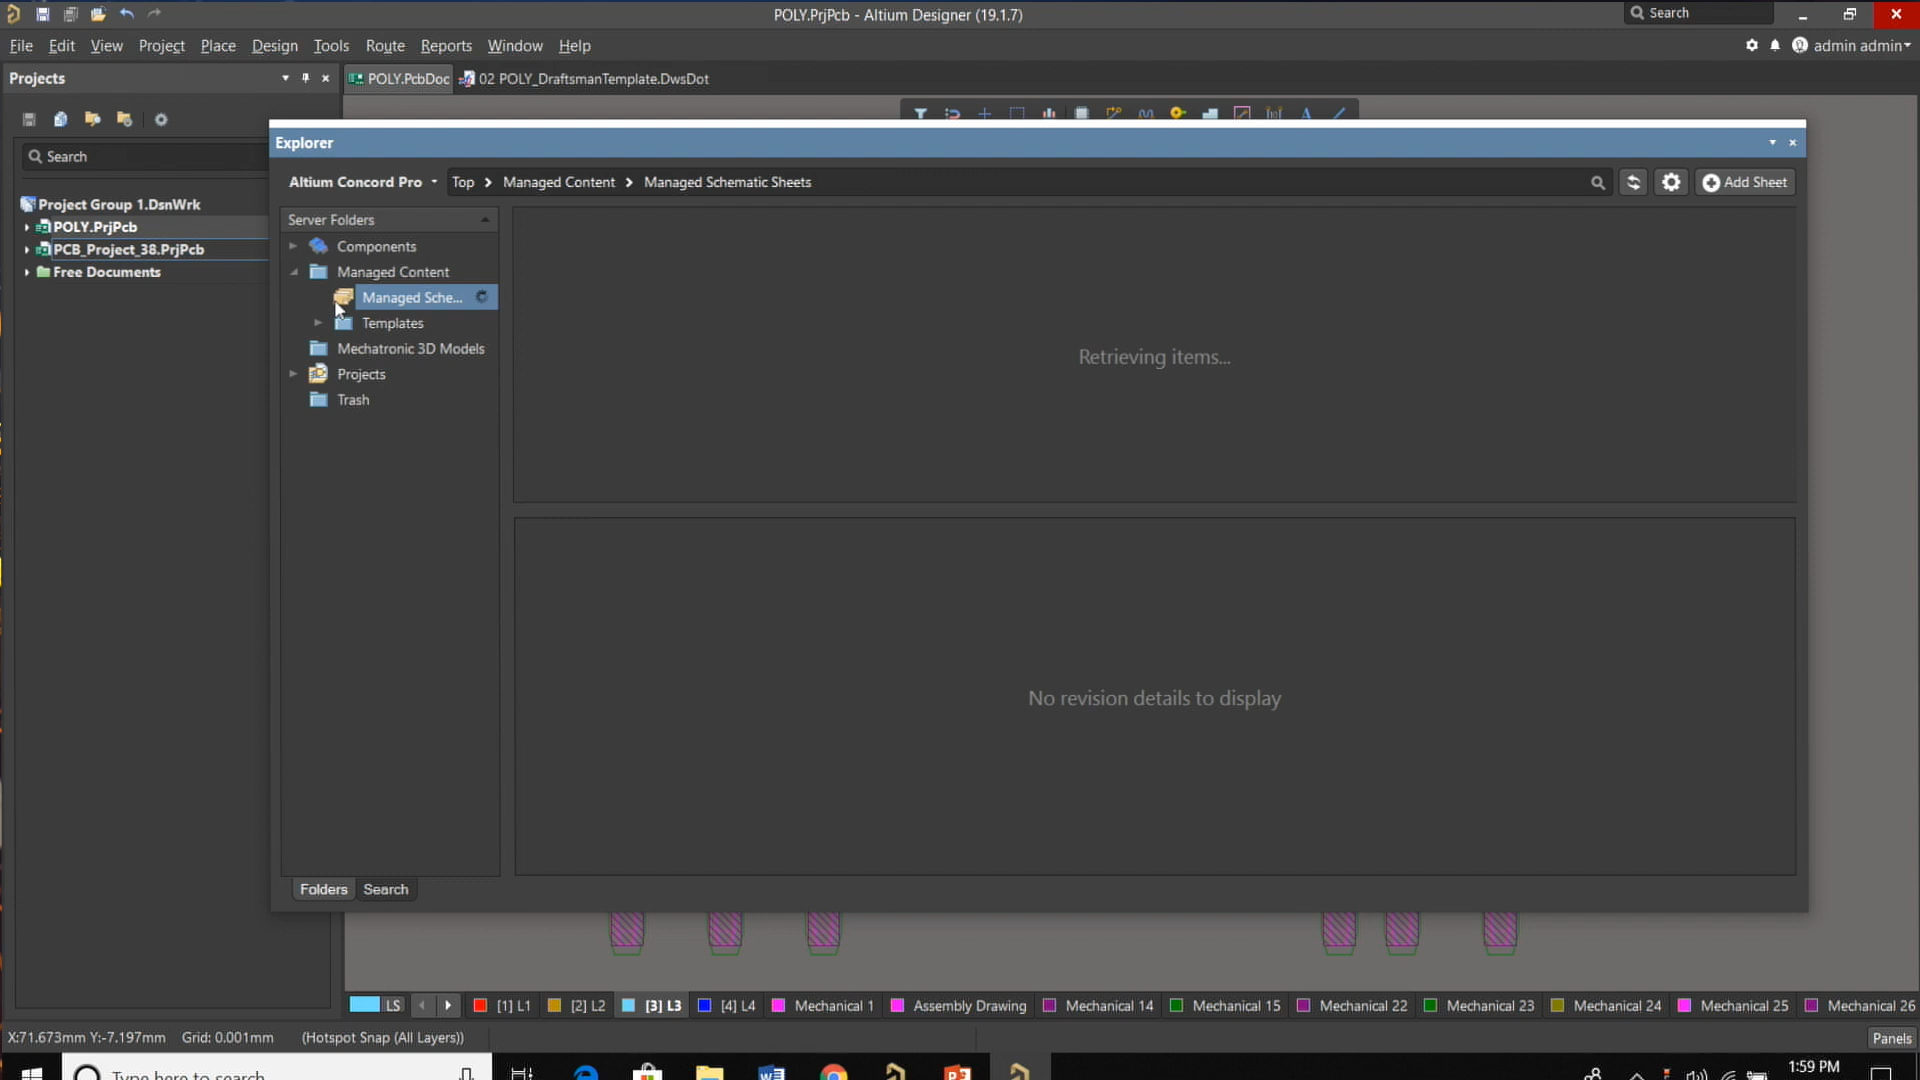 POLY.PrjPcb - Altium Designer (19.1.7)
Search
File Edit View Project Place Design Tools Route Reports Window Help
admin admin
Projects
POLY.PcbDoc
02 POLY_DraftsmanTemplate.DwsDot
Search
Project Group 1.DsnWrk
POLY.PrjPcb
PCB_Project_38.PrjPcb
Free Documents
Explorer
Altium Concord Pro
Top
Managed Content
Managed Schematic Sheets
Add Sheet
Server Folders
Components
Managed Content
Managed Sche...
Templates
Mechatronic 3D Models
Projects
Trash
Retrieving items...
No revision details to display
Folders
Search
LS
[1] L1
[2] L2
[3] L3
[4] L4
Mechanical 1
Assembly Drawing
Mechanical 14
Mechanical 15
Mechanical 22
Mechanical 23
Mechanical 24
Mechanical 25
Mechanical 26
X:71.673mm Y:-7.197mm Grid: 0.001mm (Hotspot Snap (All Layers))
Panels
Type here to search
1:59 PM